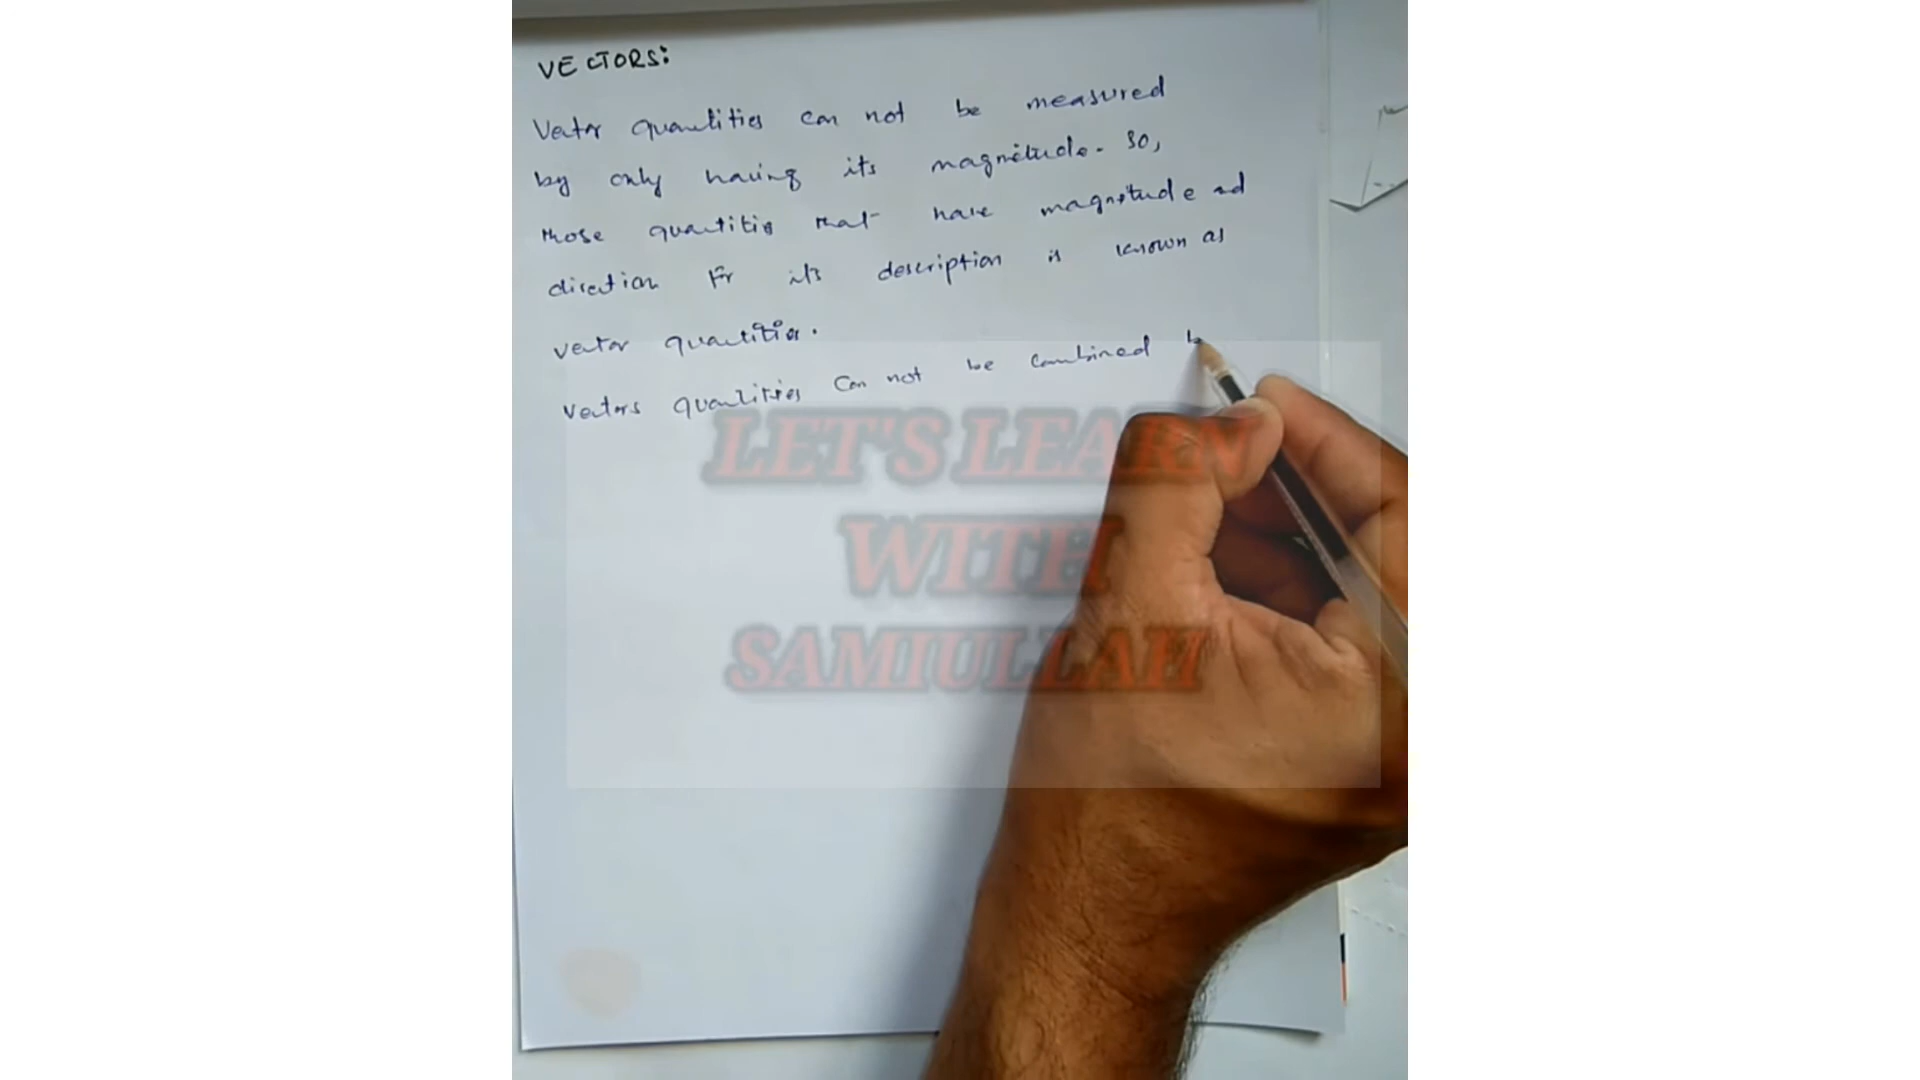 VECTORS:
Vector quantities can not be measured
by only having its magnitude. So,
those quantitis that have magnitude and
direction for its description is known as
vector quantities.
Vectors quantities can not be combined b
LET'S LEARN
WITH
SAMIULLAH